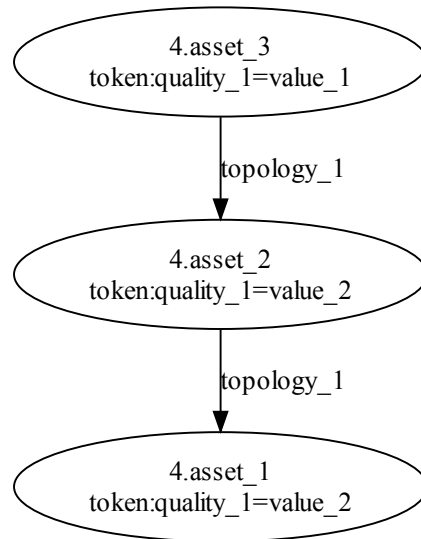 4.asset_3
token:quality_1=value_1
topology_1
4.asset_2
token:quality_1=value_2
topology_1
4.asset_1
token:quality_1=value_2